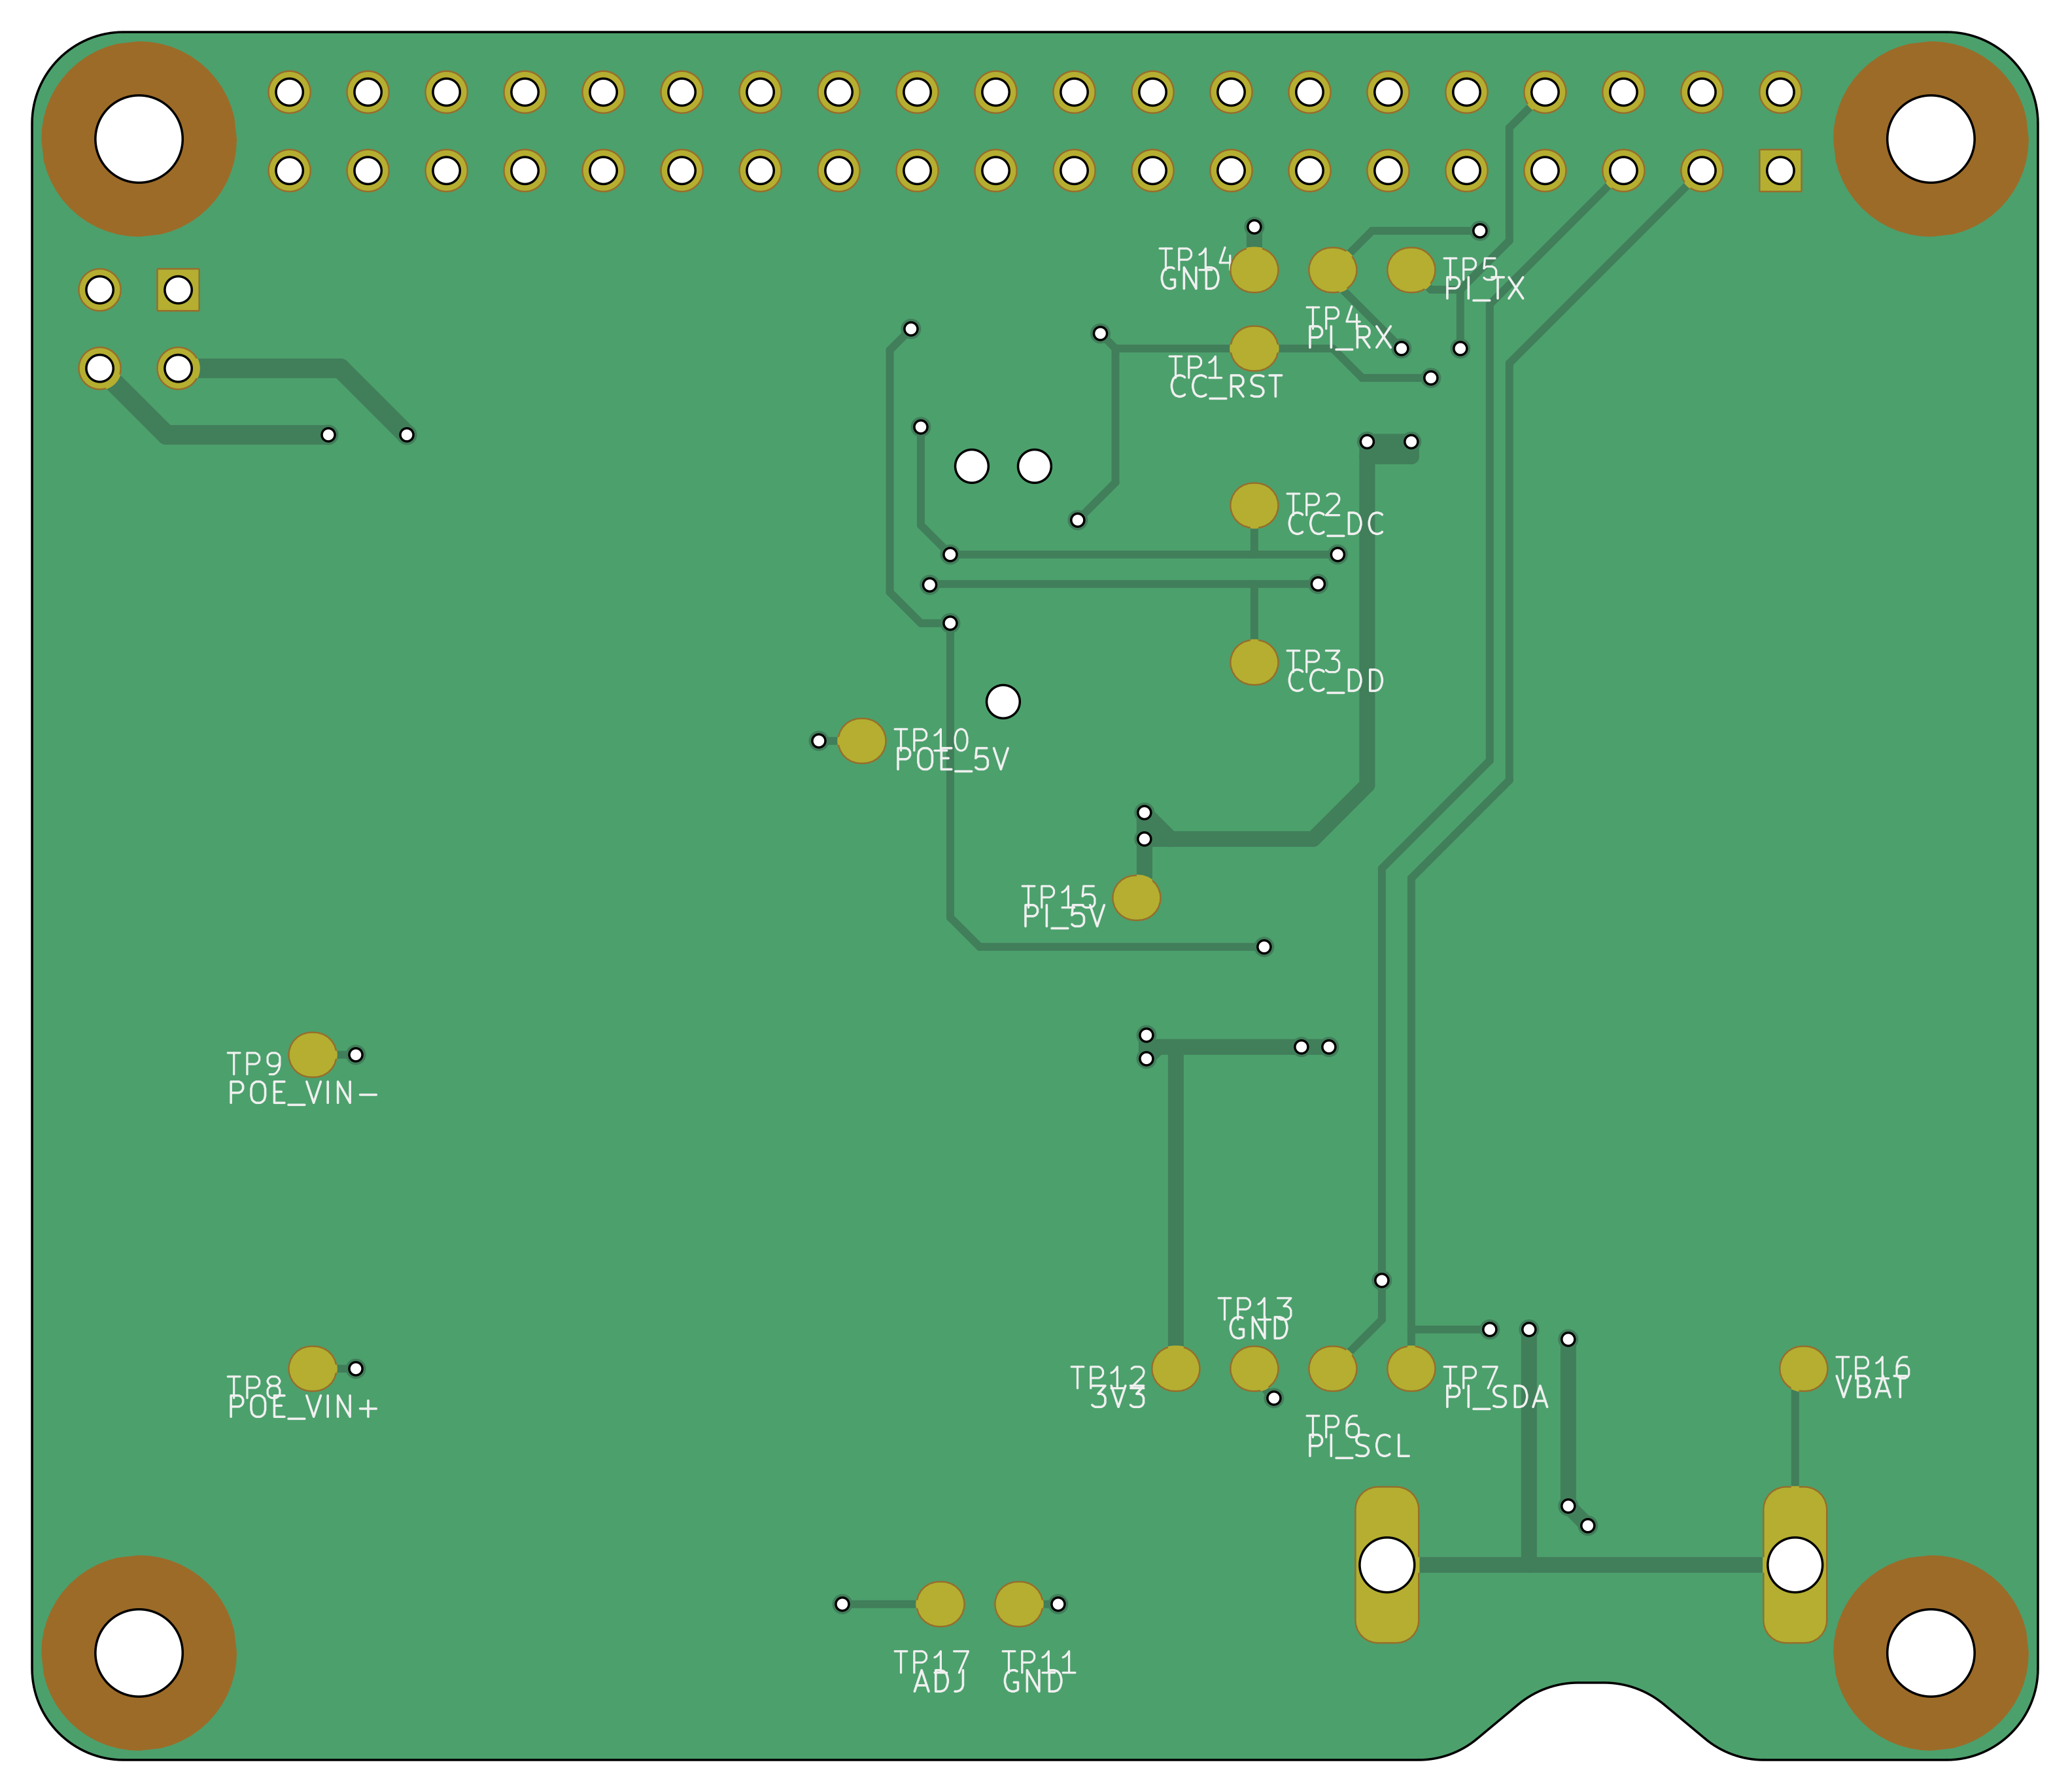 TP14
GND
TP5
PI_TX
TP4
PI_RX
TP1
CC_RST
TP2
CC_DC
TP3
CC_DD
TP10
POE_5V
TP15
PI_5V
TP9
POE_VIN-
TP13
GND
TP12
3V3
TP7
PI_SDA
TP16
VBAT
TP8
POE_VIN+
TP6
PI_SCL
TP17
ADJ
TP11
GND